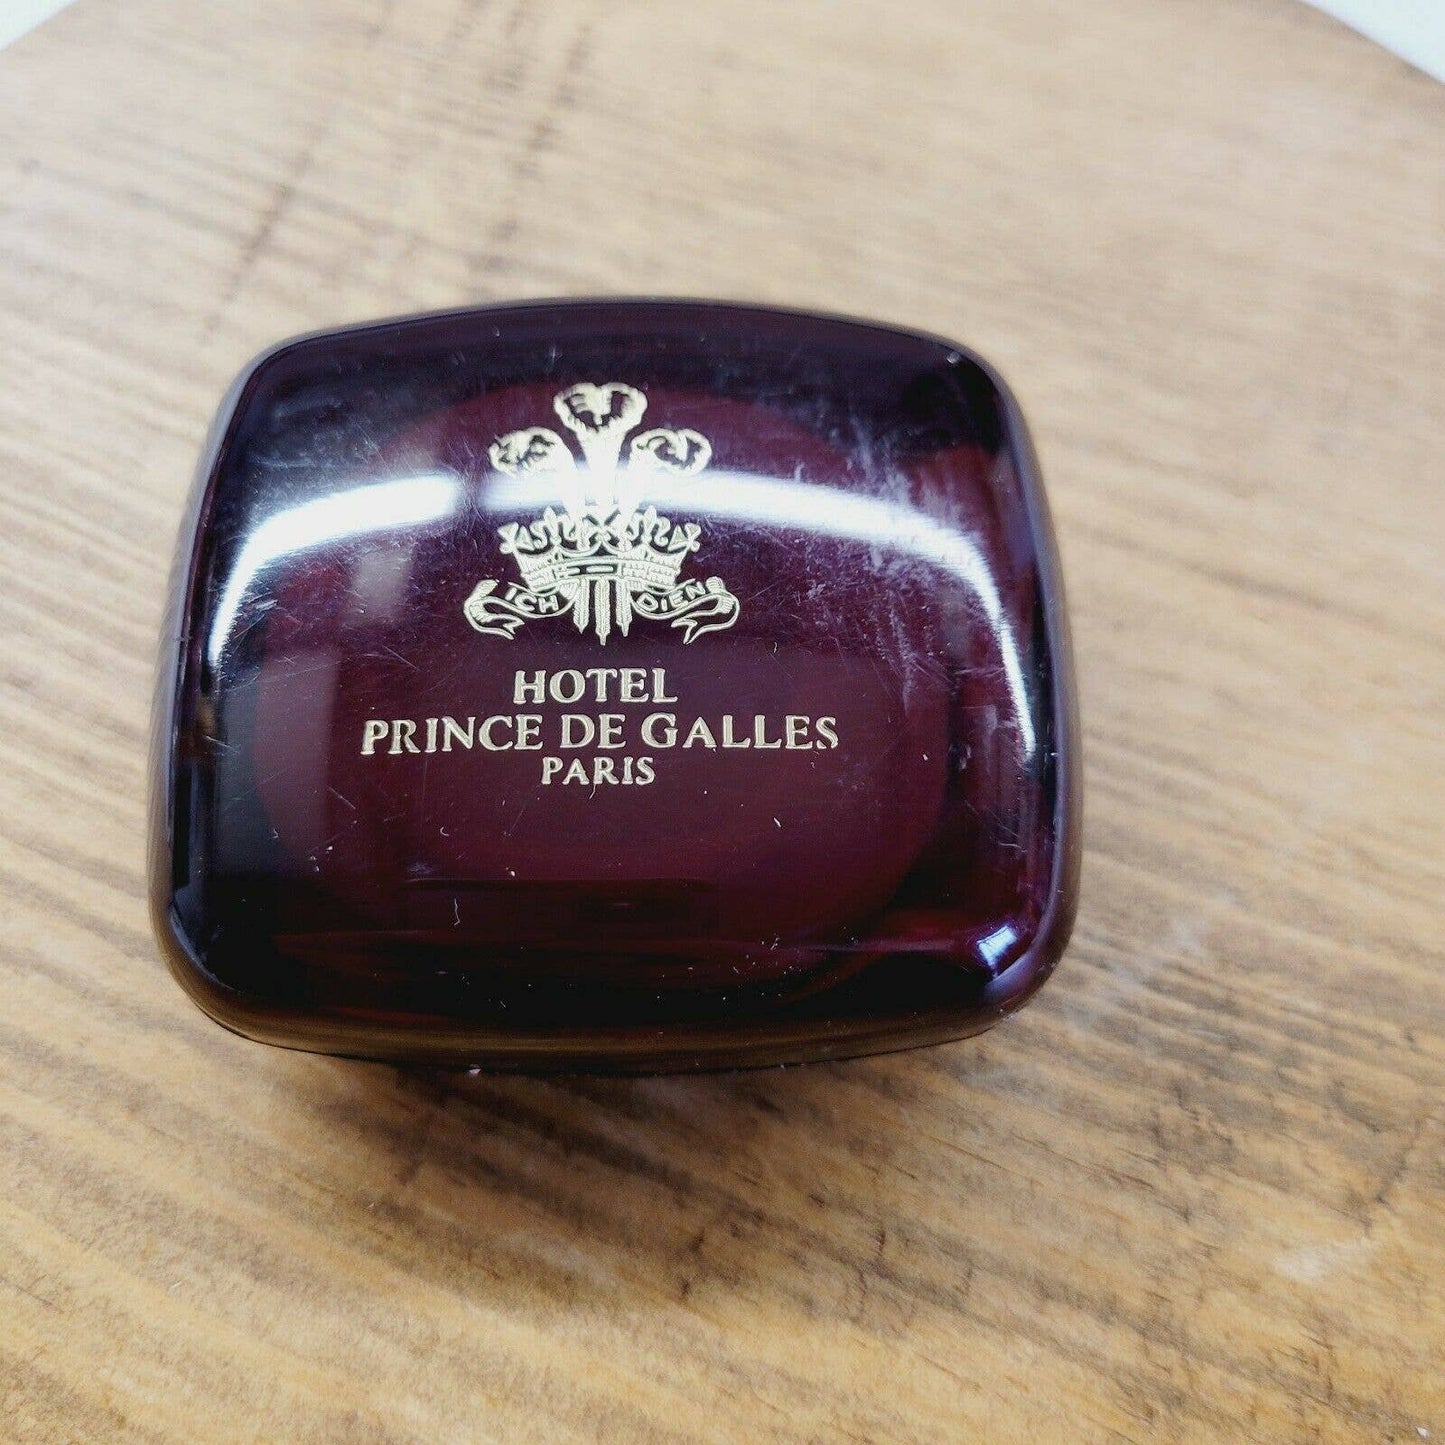 ICH DIEN
HOTEL
PRINCE DE GALLES
PARIS